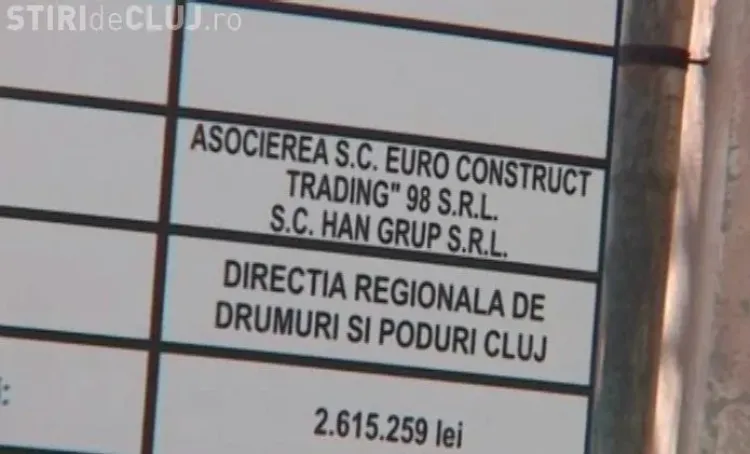 STIRIdeCLUJ.ro
ASOCIEREA S.C. EURO CONSTRUCT
TRADING" 98 S.R.L.
S.C. HAN GRUP S.R.L.
DIRECTIA REGIONALA DE
DRUMURI SI PODURI CLUJ
2.615.259 lei